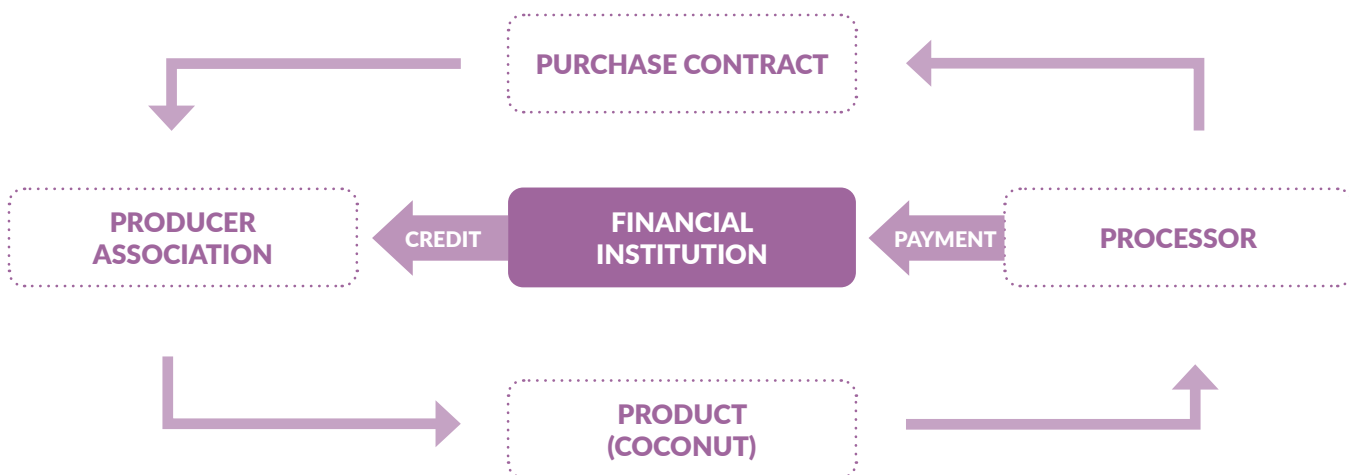 PURCHASE CONTRACT
PRODUCER
ASSOCIATION
CREDIT
FINANCIAL
INSTITUTION
PAYMENT
PROCESSOR
PRODUCT
(COCONUT)